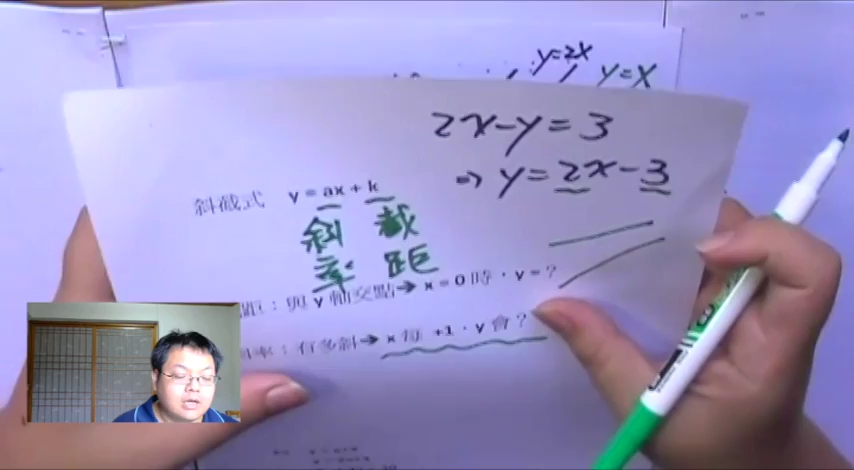 y=2x
y=x
2x-y=3
⇒ y=2x-3
斜截式 y = ax + k
斜 截
率 距
距：與 y 軸交點➔ x = 0 時，y = ?
率：有多斜➔ x 每 +1，y 會？